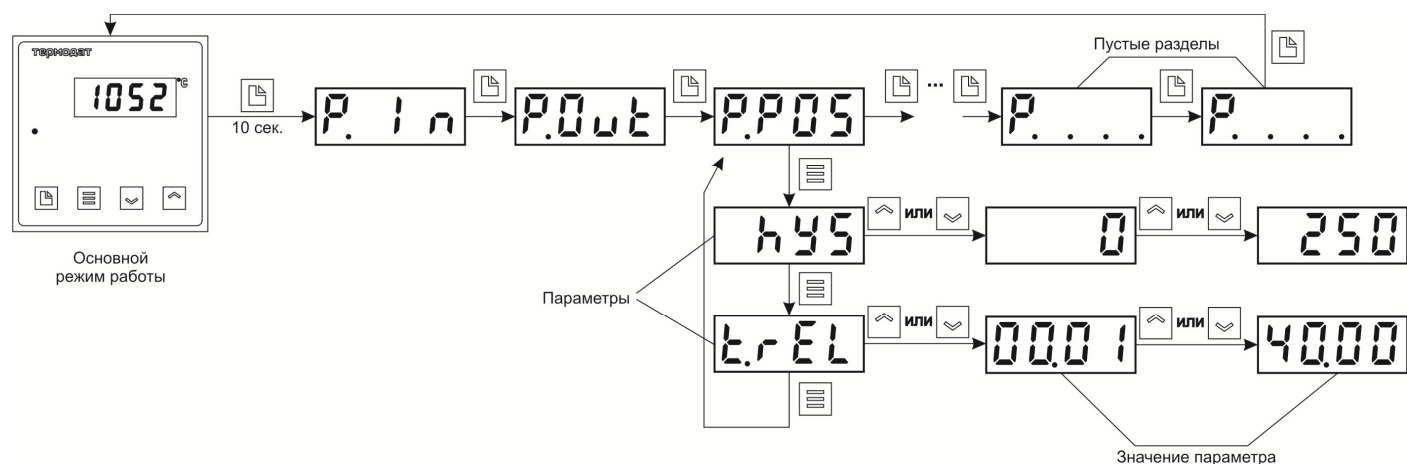 термодат
1052 °C
Основной
режим работы
10 сек.
P. In
P.Out
P.POS
...
Пустые разделы
P. . . .
P. . . .
Параметры
hYS
или
0
или
250
t.rEL
или
00.01
или
40.00
Значение параметра